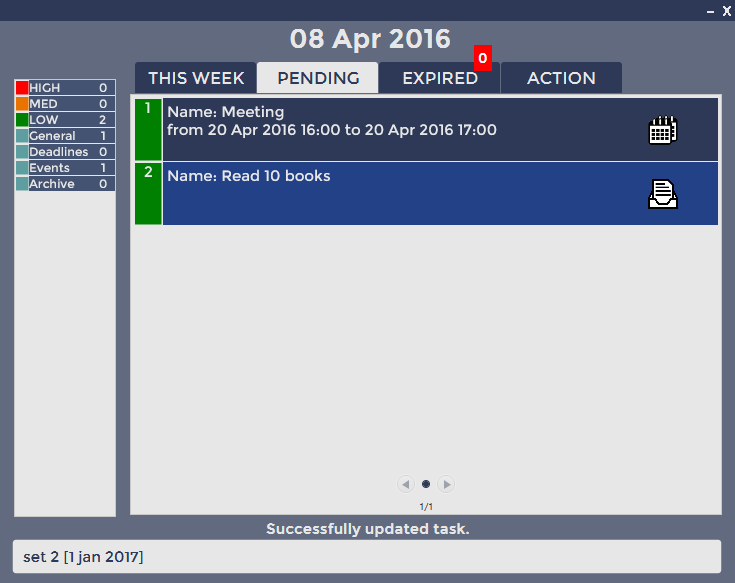 – X
08 Apr 2016
THIS WEEK PENDING EXPIRED 0 ACTION
HIGH 0
MED 0
LOW 2
General 1
Deadlines 0
Events 1
Archive 0
1 Name: Meeting
from 20 Apr 2016 16:00 to 20 Apr 2016 17:00
2 Name: Read 10 books
1/1
Successfully updated task.
set 2 [1 jan 2017]